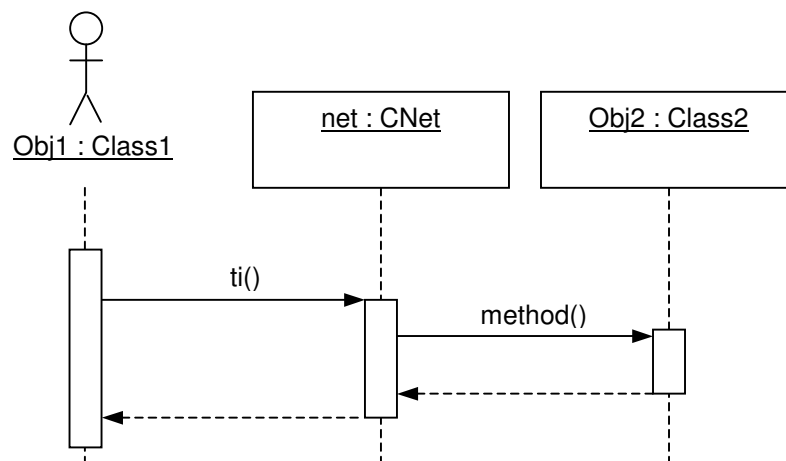 net : CNet
Obj2 : Class2
Obj1 : Class1
ti()
method()